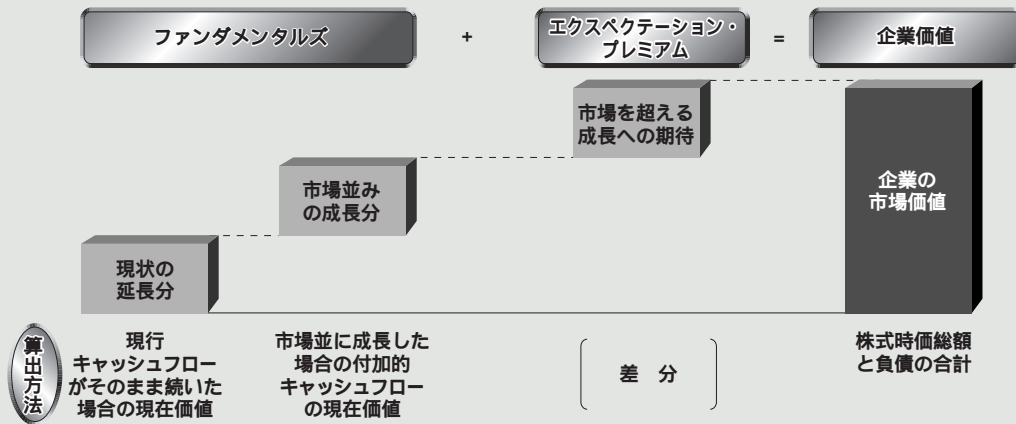 ファンダメンタルズ
+
エクスペクテーション・
プレミアム
=
企業価値
市場を超える
成長への期待
市場並み
の成長分
現状の
延長分
企業の
市場価値
算出方法
現行
キャッシュフロー
がそのまま続いた
場合の現在価値
市場並に成長した
場合の付加的
キャッシュフロー
の現在価値
差 分
株式時価総額
と負債の合計